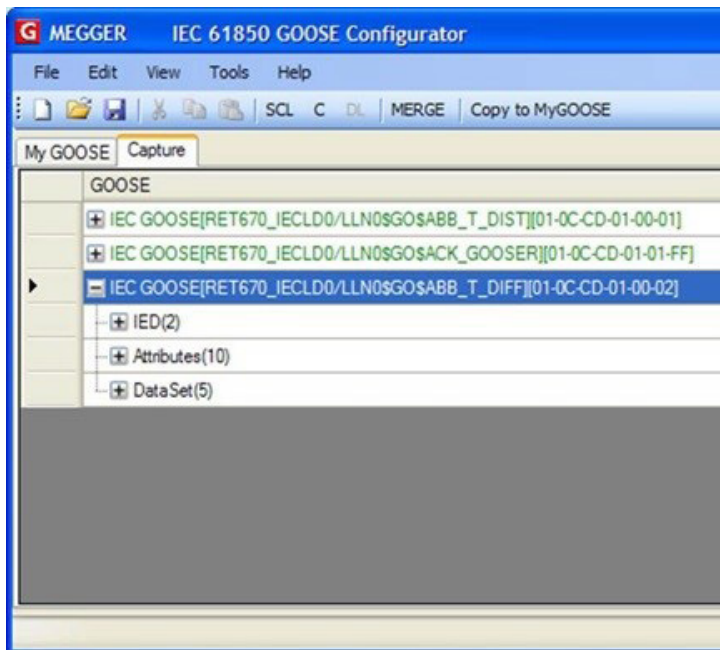 G MEGGER IEC 61850 GOOSE Configurator
File Edit View Tools Help
SCL C DL MERGE Copy to MyGOOSE
My GOOSE Capture
GOOSE
IEC GOOSE[RET670_IECLD0/LLN0$GO$ABB_T_DIST][01-0C-CD-01-00-01]
IEC GOOSE[RET670_IECLD0/LLN0$GO$ACK_GOOSER][01-0C-CD-01-01-FF]
IEC GOOSE[RET670_IECLD0/LLN0$GO$ABB_T_DIFF][01-0C-CD-01-00-02]
IED(2)
Attributes(10)
DataSet(5)